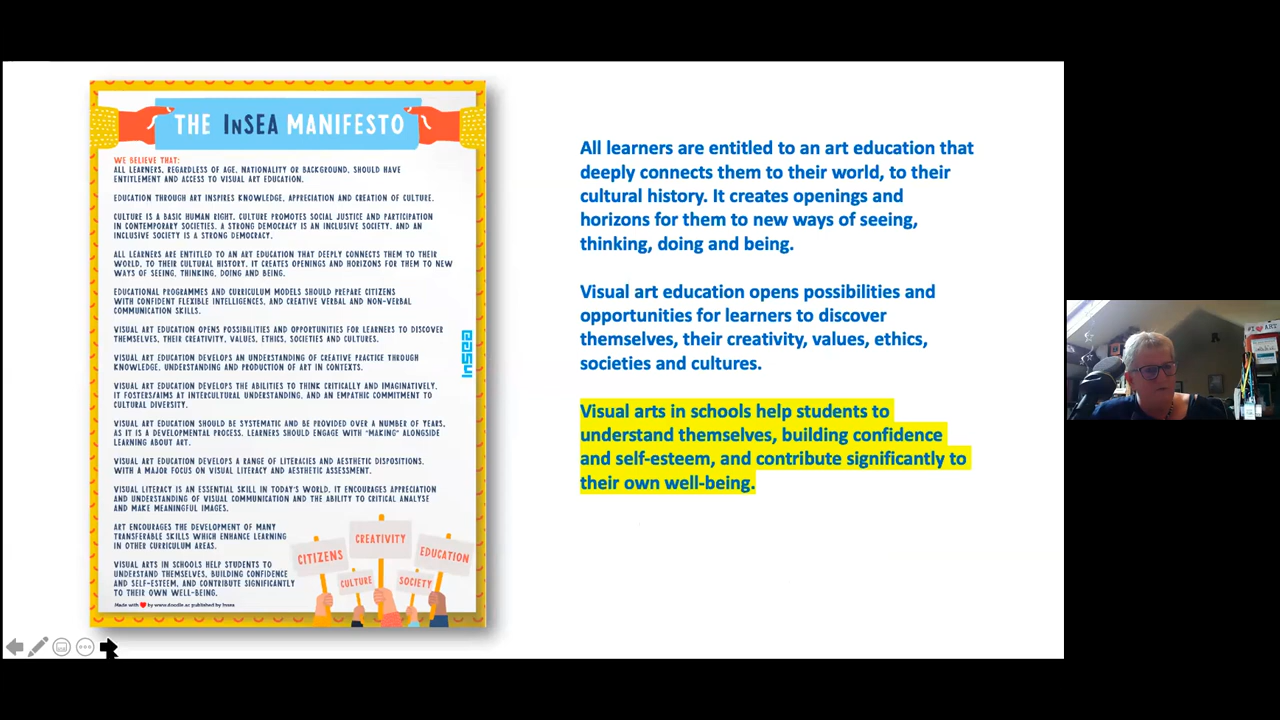 THE INSEA MANIFESTO
WE BELIEVE THAT:
ALL LEARNERS, REGARDLESS OF AGE, NATIONALITY OR BACKGROUND, SHOULD HAVE
ENTITLEMENT AND ACCESS TO VISUAL ART EDUCATION.
EDUCATION THROUGH ART INSPIRES KNOWLEDGE, APPRECIATION AND CREATION OF CULTURE.
CULTURE IS A BASIC HUMAN RIGHT. CULTURE PROMOTES SOCIAL JUSTICE AND PARTICIPATION
IN CONTEMPORARY SOCIETIES. A STRONG DEMOCRACY IS AN INCLUSIVE SOCIETY, AND AN
INCLUSIVE SOCIETY IS A STRONG DEMOCRACY.
ALL LEARNERS ARE ENTITLED TO AN ART EDUCATION THAT DEEPLY CONNECTS THEM TO THEIR
WORLD, TO THEIR CULTURAL HISTORY. IT CREATES OPENINGS AND HORIZONS FOR THEM TO NEW
WAYS OF SEEING, THINKING, DOING AND BEING.
EDUCATIONAL PROGRAMMES AND CURRICULUM MODELS SHOULD PREPARE CITIZENS
WITH CONFIDENT FLEXIBLE INTELLIGENCES, AND CREATIVE VERBAL AND NON-VERBAL
COMMUNICATION SKILLS.
VISUAL ART EDUCATION OPENS POSSIBILITIES AND OPPORTUNITIES FOR LEARNERS TO DISCOVER
THEMSELVES, THEIR CREATIVITY, VALUES, ETHICS, SOCIETIES AND CULTURES.
VISUAL ART EDUCATION DEVELOPS AN UNDERSTANDING OF CREATIVE PRACTICE THROUGH
KNOWLEDGE, UNDERSTANDING AND PRODUCTION OF ART IN CONTEXTS.
VISUAL ART EDUCATION DEVELOPS THE ABILITIES TO THINK CRITICALLY AND IMAGINATIVELY.
IT FOSTERS/AIMS AT INTERCULTURAL UNDERSTANDING, AND AN EMPATHIC COMMITMENT TO
CULTURAL DIVERSITY.
VISUAL ART EDUCATION SHOULD BE SYSTEMATIC AND BE PROVIDED OVER A NUMBER OF YEARS,
AS IT IS A DEVELOPMENTAL PROCESS. LEARNERS SHOULD ENGAGE WITH "MAKING" ALONGSIDE
LEARNING ABOUT ART.
VISUAL ART EDUCATION DEVELOPS A RANGE OF LITERACIES AND AESTHETIC DISPOSITIONS,
WITH A MAJOR FOCUS ON VISUAL LITERACY AND AESTHETIC ASSESSMENT.
VISUAL LITERACY IS AN ESSENTIAL SKILL IN TODAY'S WORLD. IT ENCOURAGES APPRECIATION
AND UNDERSTANDING OF VISUAL COMMUNICATION AND THE ABILITY TO CRITICAL ANALYSE
AND MAKE MEANINGFUL IMAGES.
ART ENCOURAGES THE DEVELOPMENT OF MANY
TRANSFERABLE SKILLS WHICH ENHANCE LEARNING
IN OTHER CURRICULUM AREAS.
VISUAL ARTS IN SCHOOLS HELP STUDENTS TO
UNDERSTAND THEMSELVES, BUILDING CONFIDENCE
AND SELF-ESTEEM, AND CONTRIBUTE SIGNIFICANTLY
TO THEIR OWN WELL-BEING.
Made with ❤ by www.doodle.ac published by Insea
insea
CITIZENS
CREATIVITY
EDUCATION
CULTURE
SOCIETY
All learners are entitled to an art education that
deeply connects them to their world, to their
cultural history. It creates openings and
horizons for them to new ways of seeing,
thinking, doing and being.
Visual art education opens possibilities and
opportunities for learners to discover
themselves, their creativity, values, ethics,
societies and cultures.
Visual arts in schools help students to
understand themselves, building confidence
and self-esteem, and contribute significantly to
their own well-being.
I ❤ ART